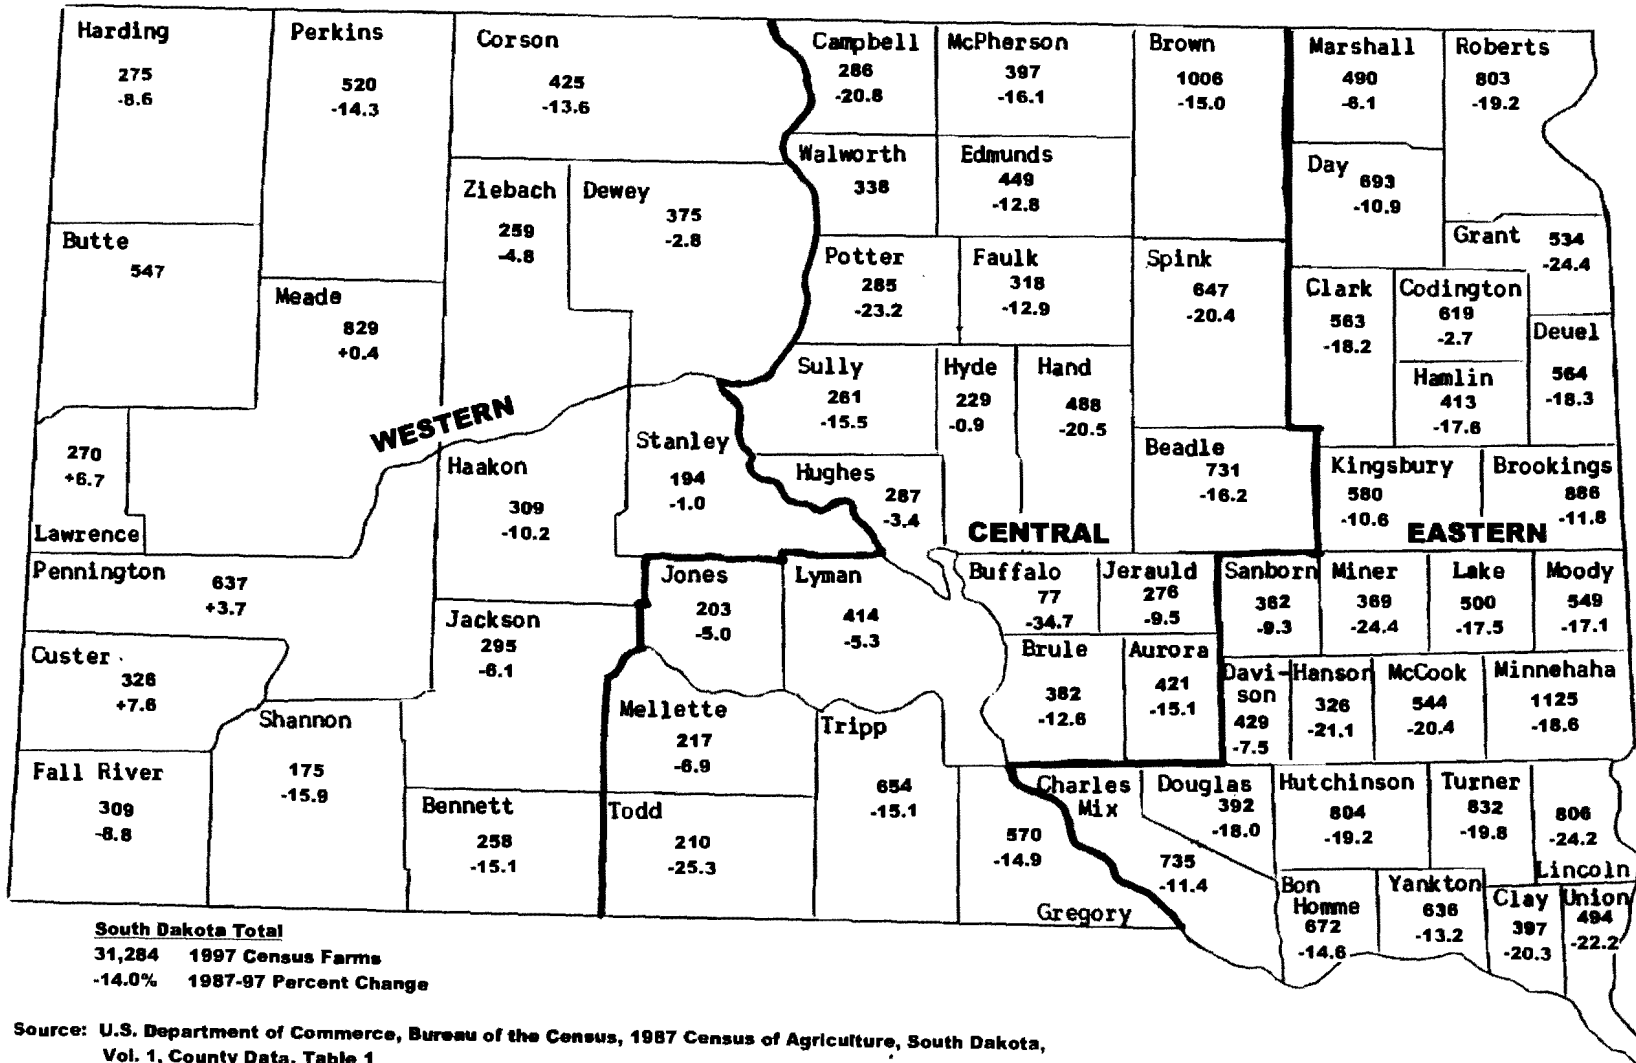 Harding
275
-8.6
Perkins
520
-14.3
Corson
425
-13.6
Campbell
286
-20.8
McPherson
397
-16.1
Brown
1006
-15.0
Marshall
490
-6.1
Roberts
803
-19.2
Butte
547
Meade
829
+0.4
Ziebach
259
-4.8
Dewey
375
-2.8
Walworth
338
Edmunds
449
-12.8
Day
693
-10.9
Grant
534
-24.4
Potter
285
-23.2
Faulk
318
-12.9
Spink
647
-20.4
Clark
563
-18.2
Codington
619
-2.7
Deuel
564
-18.3
Hamlin
413
-17.6
270
+6.7
Lawrence
WESTERN
Haakon
309
-10.2
Stanley
194
-1.0
Sully
261
-15.5
Hyde
229
-0.9
Hand
488
-20.5
Hughes
287
-3.4
Beadle
731
-16.2
Kingsbury
580
-10.6
Brookings
886
-11.8
CENTRAL
EASTERN
Pennington
637
+3.7
Jackson
295
-6.1
Jones
203
-5.0
Lyman
414
-5.3
Buffalo
77
-34.7
Jerauld
276
-9.5
Sanborn
362
-9.3
Miner
369
-24.4
Lake
500
-17.5
Moody
549
-17.1
Custer
326
+7.6
Shannon
175
-15.9
Mellette
217
-6.9
Tripp
654
-15.1
Brule
382
-12.6
Aurora
421
-15.1
Davi-
son
429
-7.5
Hanson
326
-21.1
McCook
544
-20.4
Minnehaha
1125
-18.6
Fall River
309
-8.8
Bennett
258
-15.1
Todd
210
-25.3
570
-14.9
Gregory
Charles
Mix
735
-11.4
Douglas
392
-18.0
Hutchinson
804
-19.2
Turner
832
-19.8
806
-24.2
Lincoln
Bon
Homme
672
-14.6
Yankton
636
-13.2
Clay
397
-20.3
Union
494
-22.2
South Dakota Total
31,284 1997 Census Farms
-14.0% 1987-97 Percent Change
Source: U.S. Department of Commerce, Bureau of the Census, 1987 Census of Agriculture, South Dakota,
Vol. 1, County Data, Table 1